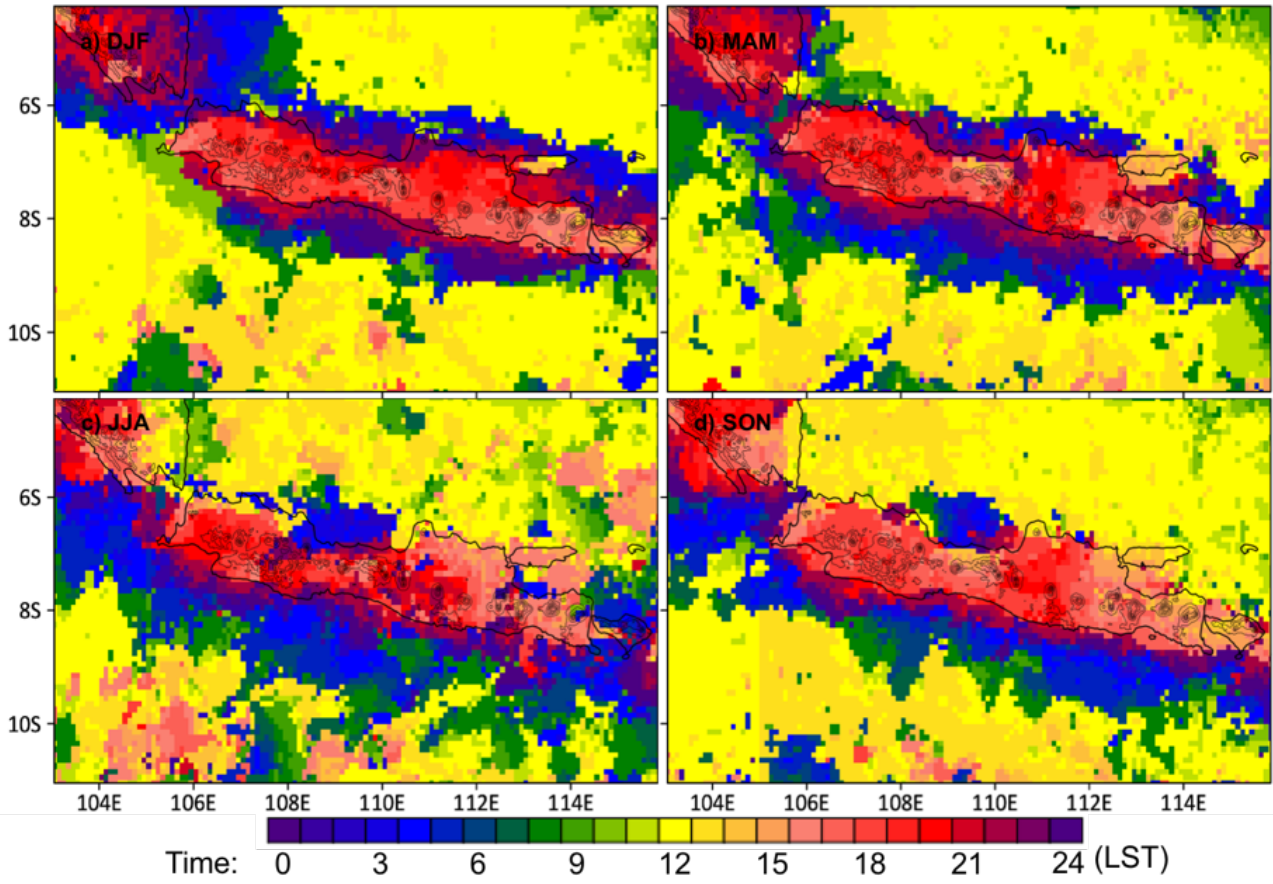 a) DJF
b) MAM
6S
8S
10S
c) JJA
d) SON
6S
8S
10S
104E 106E 108E 110E 112E 114E 104E 106E 108E 110E 112E 114E
Time: 0 3 6 9 12 15 18 21 24 (LST)